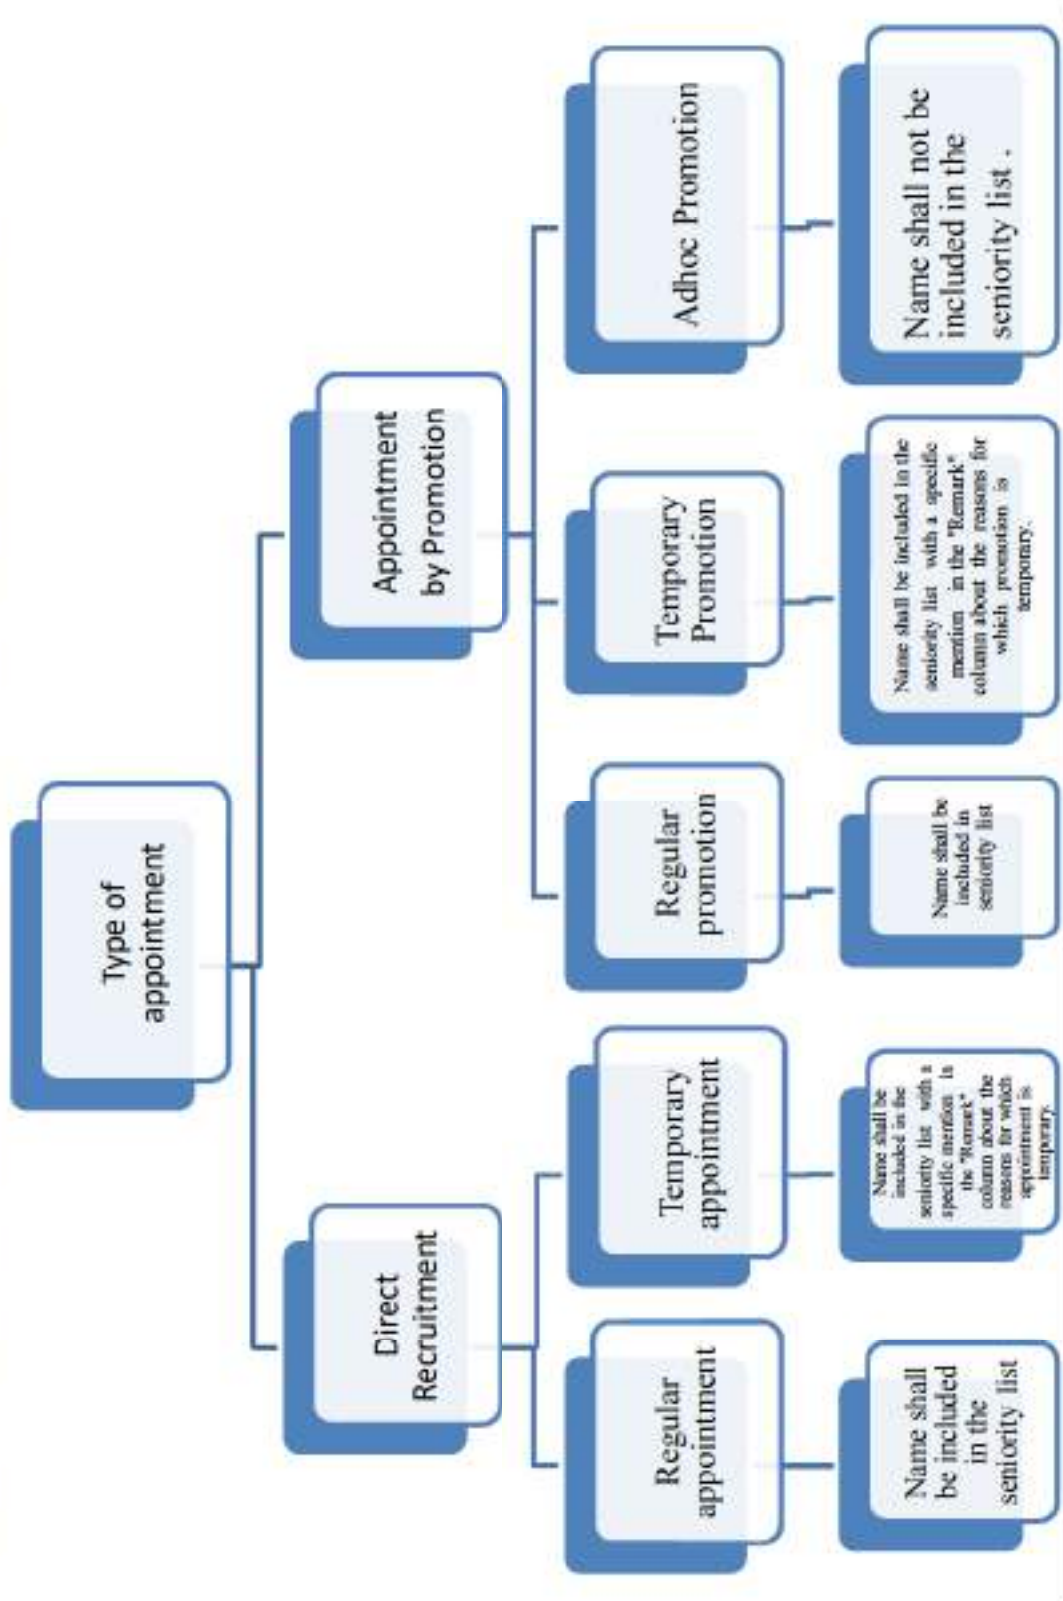 Type of
appointment
Direct
Recruitment
Appointment
by Promotion
Regular
appointment
Temporary
appointment
Regular
promotion
Temporary
Promotion
Adhoc Promotion
Name shall
be included
in the
seniority list
Name shall be
included in the
seniority list with a
specific mention in
the "Remark"
column about the
reasons for which
appointment is
temporary.
Name shall be
included in
seniority list
Name shall be included in the
seniority list with a specific
mention in the "Remark"
column about the reasons for
which promotion is
temporary.
Name shall not be
included in the
seniority list .